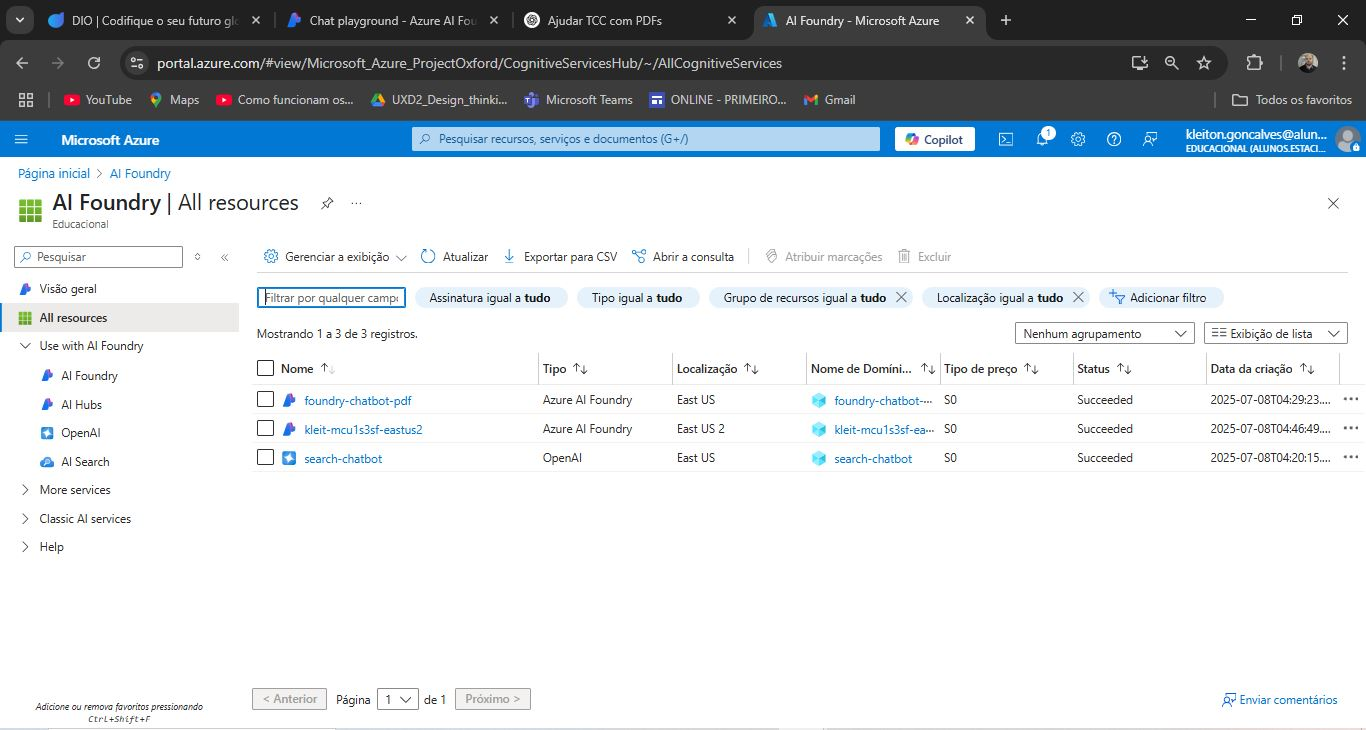 DIO | Codifique o seu futuro glo
Chat playground - Azure AI Fou
Ajudar TCC com PDFs
AI Foundry - Microsoft Azure
portal.azure.com/#view/Microsoft_Azure_ProjectOxford/CognitiveServicesHub/~/AllCognitiveServices
YouTube
Maps
Como funcionam os...
UXD2_Design_thinki...
Microsoft Teams
ONLINE - PRIMEIRO...
Gmail
Todos os favoritos
Microsoft Azure
Pesquisar recursos, serviços e documentos (G+/)
Copilot
1
kleiton.goncalves@alun...
EDUCACIONAL (ALUNOS.ESTACI...
Página inicial > AI Foundry
AI Foundry | All resources ...
Educacional
Pesquisar
Gerenciar a exibição
Atualizar
Exportar para CSV
Abrir a consulta
Atribuir marcações
Excluir
Visão geral
All resources
Use with AI Foundry
AI Foundry
AI Hubs
OpenAI
AI Search
More services
Classic AI services
Help
Filtrar por qualquer camp
Assinatura igual a tudo
Tipo igual a tudo
Grupo de recursos igual a tudo
Localização igual a tudo
Adicionar filtro
Mostrando 1 a 3 de 3 registros.
Nenhum agrupamento
Exibição de lista
Nome Tipo Localização Nome de Domíni... Tipo de preço Status Data da criação
foundry-chatbot-pdf Azure AI Foundry East US foundry-chatbot-... S0 Succeeded 2025-07-08T04:29:23.... ...
kleit-mcu1s3sf-eastus2 Azure AI Foundry East US 2 kleit-mcu1s3sf-ea... S0 Succeeded 2025-07-08T04:46:49.... ...
search-chatbot OpenAI East US search-chatbot S0 Succeeded 2025-07-08T04:20:15.... ...
< Anterior Página 1 de 1 Próximo >
Enviar comentários
Adicione ou remova favoritos pressionando
Ctrl+Shift+F